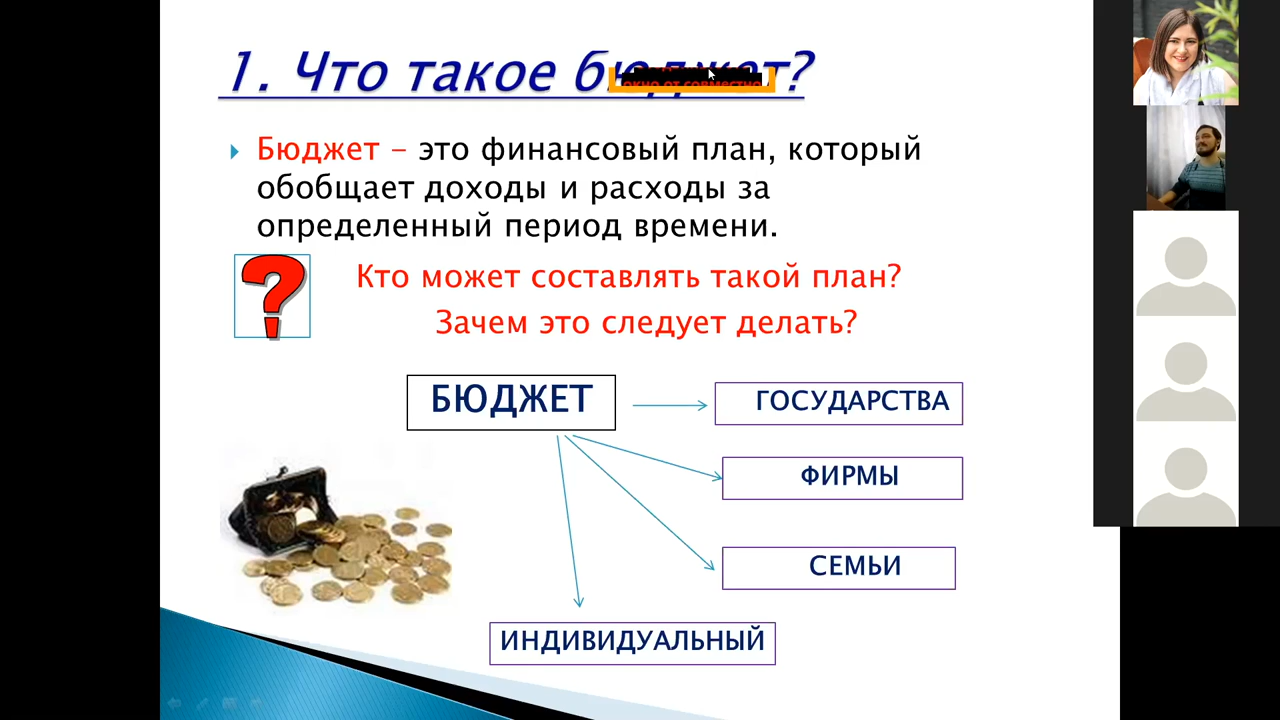 1. Что такое бюджет?
Бюджет – это финансовый план, который
обобщает доходы и расходы за
определенный период времени.
Кто может составлять такой план?
Зачем это следует делать?
БЮДЖЕТ
ГОСУДАРСТВА
ФИРМЫ
СЕМЬИ
ИНДИВИДУАЛЬНЫЙ